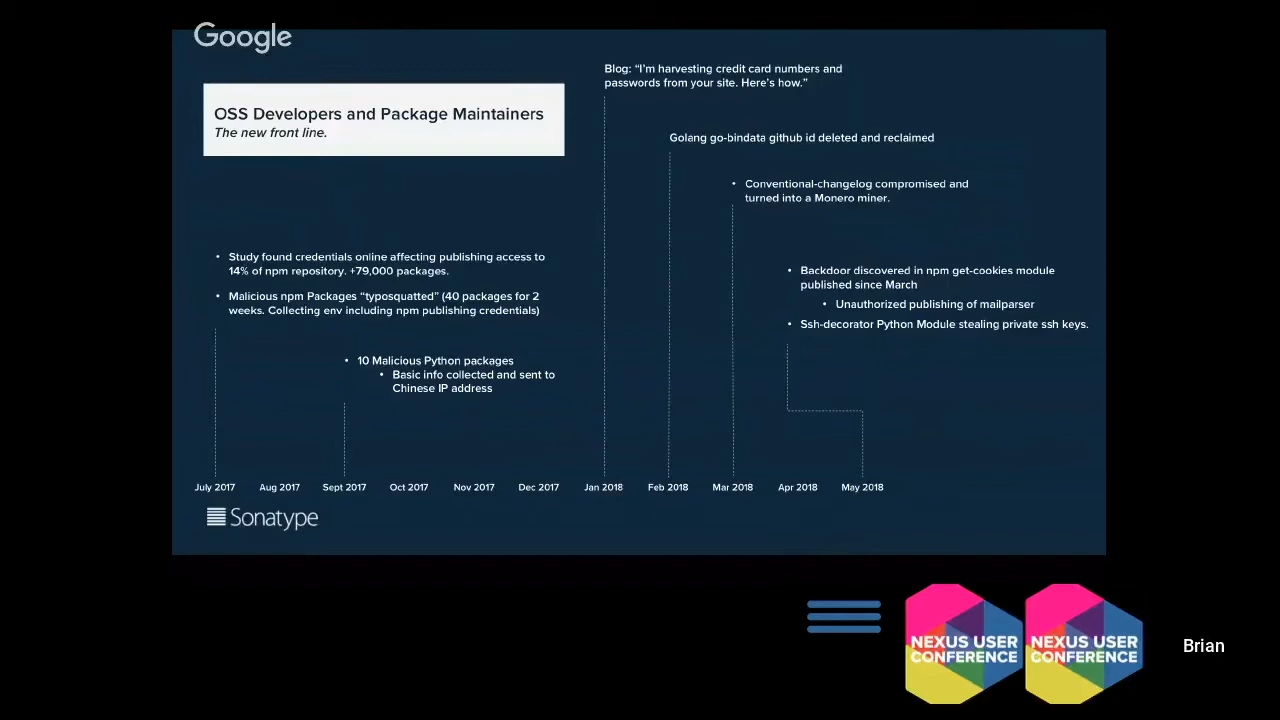 Google
OSS Developers and Package Maintainers
The new front line.
Blog: “I’m harvesting credit card numbers and
passwords from your site. Here’s how.”
Golang go-bindata github id deleted and reclaimed
• Conventional-changelog compromised and
turned into a Monero miner.
• Study found credentials online affecting publishing access to
14% of npm repository. +79,000 packages.
• Malicious npm Packages “typosquatted” (40 packages for 2
weeks. Collecting env including npm publishing credentials)
• Backdoor discovered in npm get-cookies module
published since March
• Unauthorized publishing of mailparser
• Ssh-decorator Python Module stealing private ssh keys.
• 10 Malicious Python packages
• Basic info collected and sent to
Chinese IP address
July 2017 Aug 2017 Sept 2017 Oct 2017 Nov 2017 Dec 2017 Jan 2018 Feb 2018 Mar 2018 Apr 2018 May 2018
Sonatype
NEXUS USER
CONFERENCE
NEXUS USER
CONFERENCE
Brian